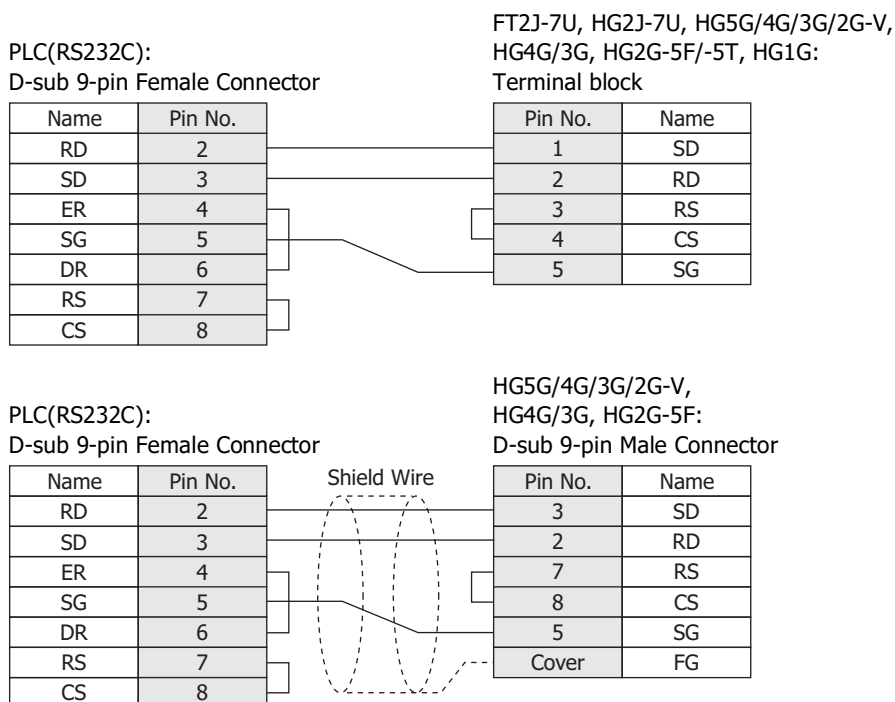 FT2J-7U, HG2J-7U, HG5G/4G/3G/2G-V,
PLC(RS232C): HG4G/3G, HG2G-5F/-5T, HG1G:
D-sub 9-pin Female Connector Terminal block
Name Pin No. Pin No. Name
RD 2 1 SD
SD 3 2 RD
ER 4 3 RS
SG 5 4 CS
DR 6 5 SG
RS 7
CS 8
HG5G/4G/3G/2G-V,
PLC(RS232C): HG4G/3G, HG2G-5F:
D-sub 9-pin Female Connector D-sub 9-pin Male Connector
Name Pin No. Shield Wire Pin No. Name
RD 2 3 SD
SD 3 2 RD
ER 4 7 RS
SG 5 8 CS
DR 6 5 SG
RS 7 Cover FG
CS 8